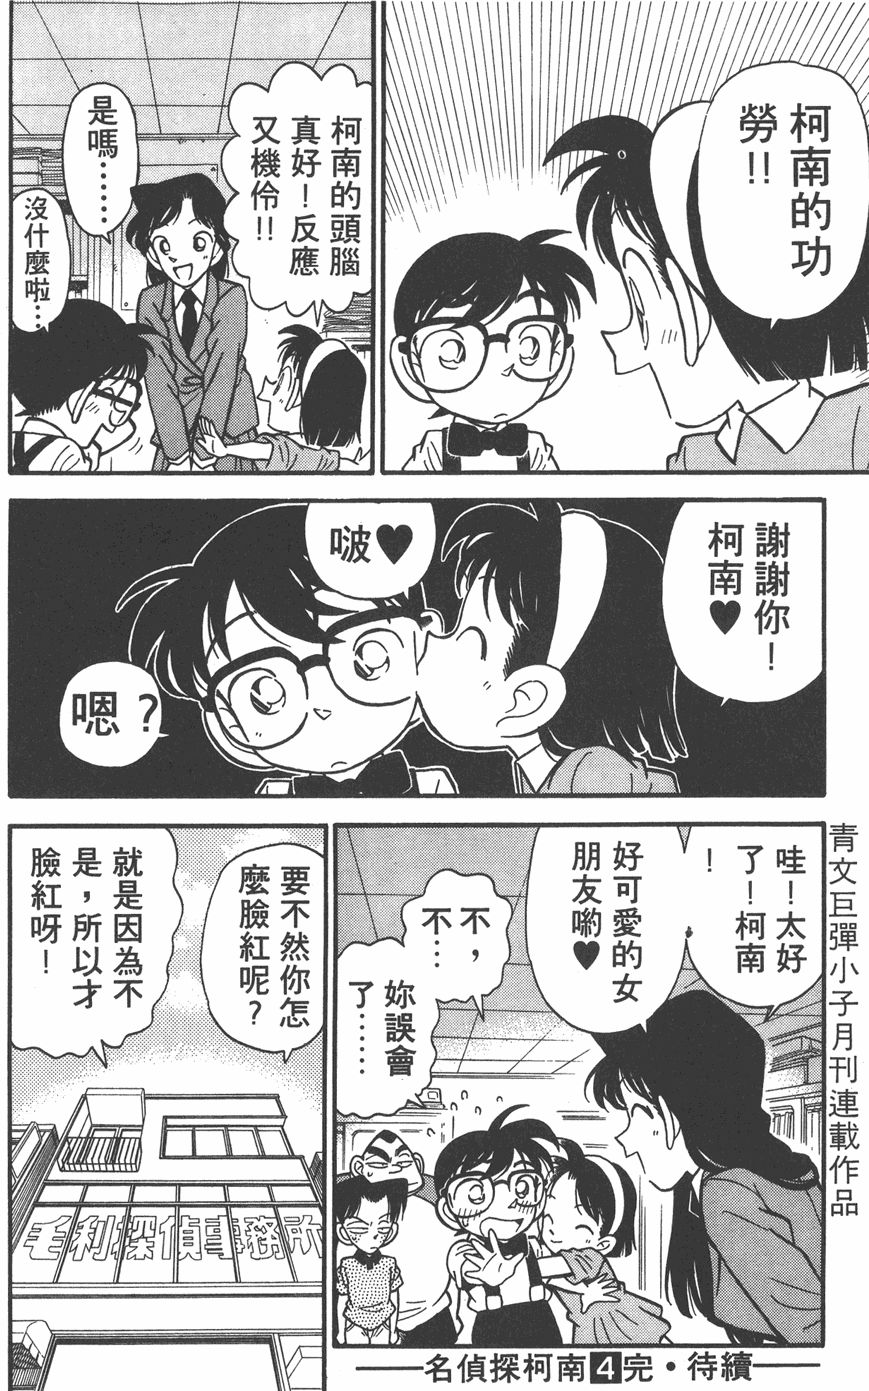 柯南的功
勞!!
柯南的頭腦
真好！反應
又機伶!!
是嗎……
沒什麼啦…
謝謝你！
柯南♥
啵♥
嗯？
哇！太好
了！柯南
！
好可愛的女
朋友喲♥
不，
不…
妳誤會
了……
要不然你怎
麼臉紅呢？
就是因為不
是，所以才
臉紅呀！
毛利探偵事務所
青文巨彈小子月刊連載作品
名偵探柯南4完・待續